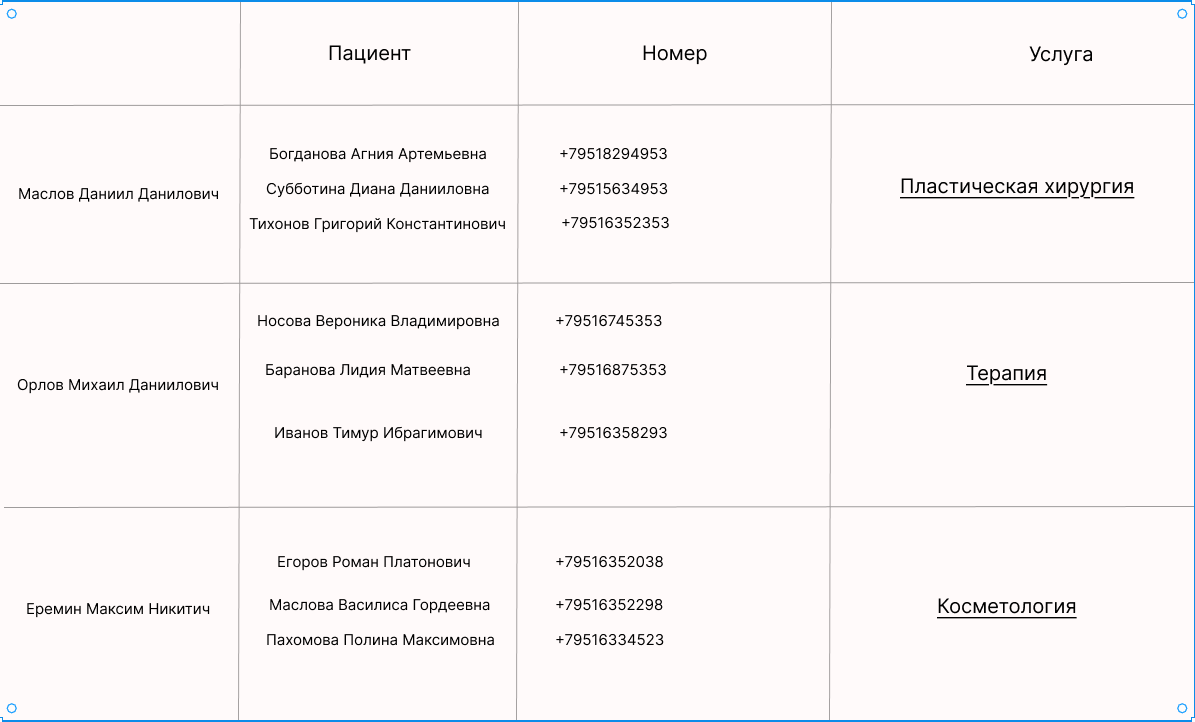 Пациент
Номер
Услуга
Маслов Даниил Данилович
Богданова Агния Артемьевна
+79518294953
Субботина Диана Данииловна
+79515634953
Тихонов Григорий Константинович
+79516352353
Пластическая хирургия
Орлов Михаил Даниилович
Носова Вероника Владимировна
+79516745353
Баранова Лидия Матвеевна
+79516875353
Иванов Тимур Ибрагимович
+79516358293
Терапия
Еремин Максим Никитич
Егоров Роман Платонович
+79516352038
Маслова Василиса Гордеевна
+79516352298
Пахомова Полина Максимовна
+79516334523
Косметология